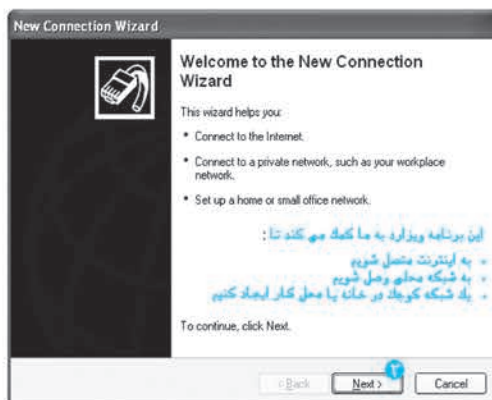 New Connection Wizard
Welcome to the New Connection
Wizard
This wizard helps you:
• Connect to the Internet.
• Connect to a private network, such as your workplace
network.
• Set up a home or small office network.
این برنامه ویزارد به ما کمک می کند تا :
- به اینترنت متصل شویم
- به شبکه محلی وصل شویم
- یک شبکه کوچک در خانه یا محل کار ایجاد کنیم
To continue, click Next.
۲
< Back
Next >
Cancel